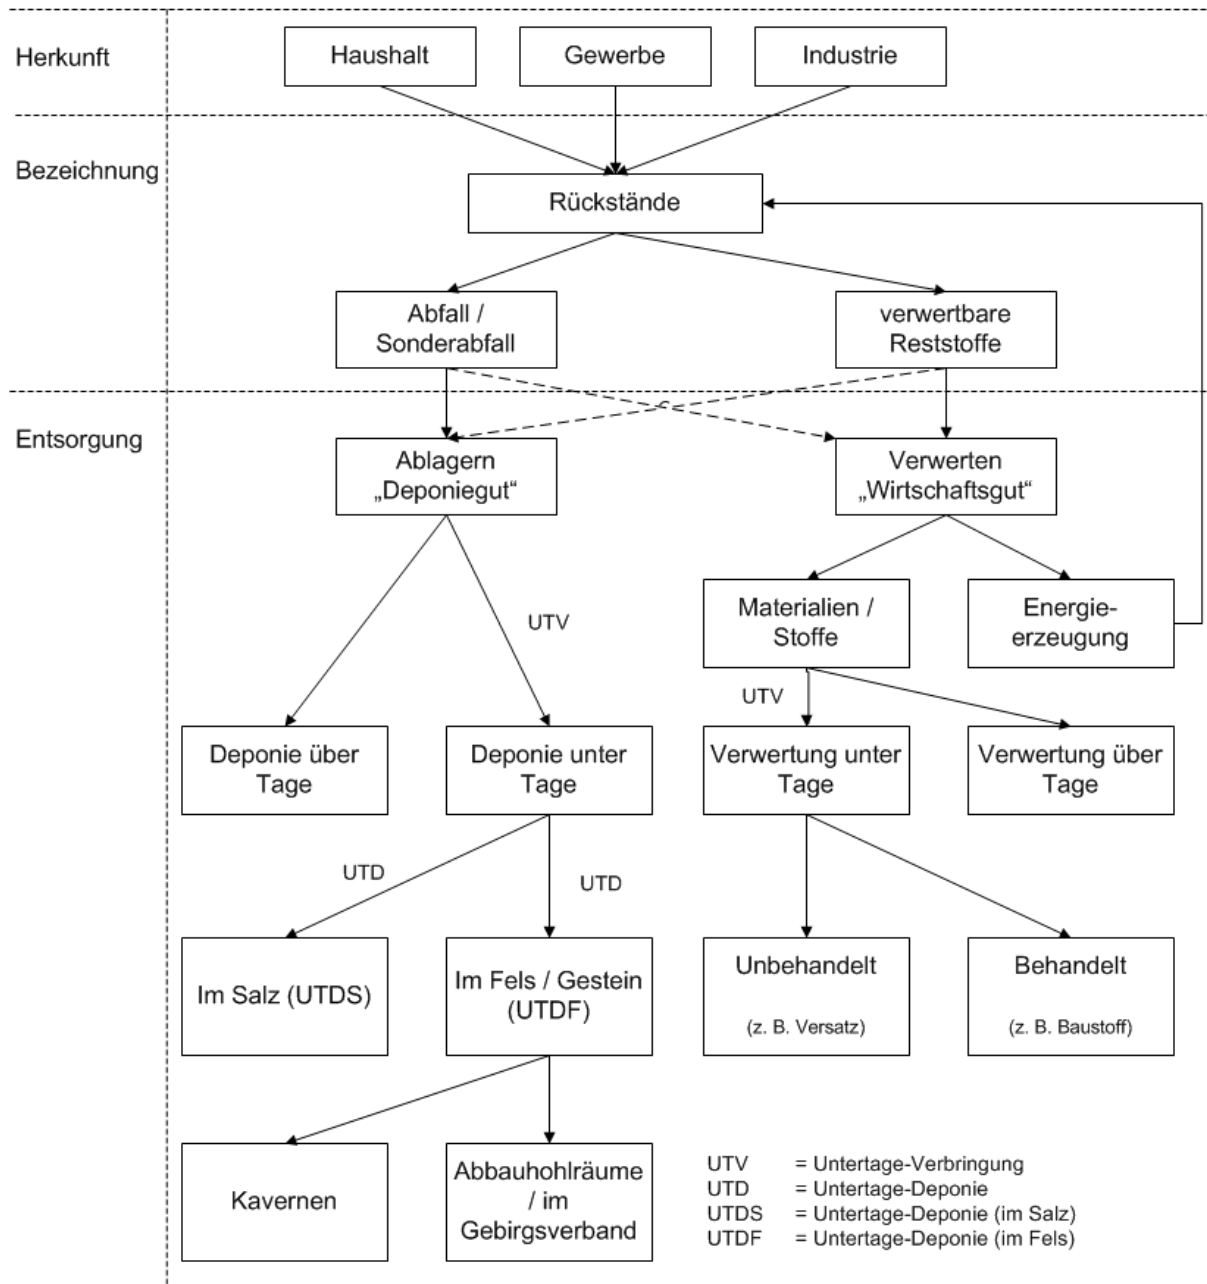 Herkunft
Haushalt
Gewerbe
Industrie
Bezeichnung
Rückstände
Abfall /
Sonderabfall
verwertbare
Reststoffe
Entsorgung
Ablagern
„Deponiegut“
Verwerten
„Wirtschaftsgut“
Materialien /
Stoffe
Energie-
erzeugung
UTV
UTV
Deponie über
Tage
Deponie unter
Tage
Verwertung unter
Tage
Verwertung über
Tage
UTD
UTD
Im Salz (UTDS)
Im Fels / Gestein
(UTDF)
Unbehandelt
(z. B. Versatz)
Behandelt
(z. B. Baustoff)
Kavernen
Abbauhohlräume
/ im
Gebirgsverband
UTV = Untertage-Verbringung
UTD = Untertage-Deponie
UTDS = Untertage-Deponie (im Salz)
UTDF = Untertage-Deponie (im Fels)